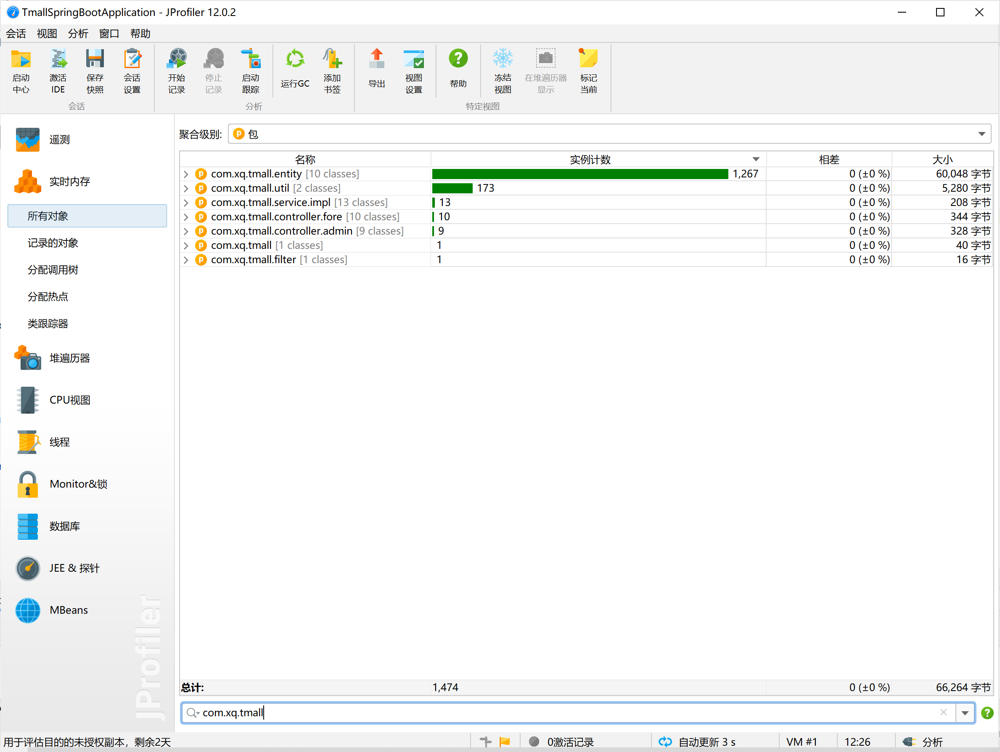 TmallSpringBootApplication - JProfiler 12.0.2
会话 视图 分析 窗口 帮助
启动中心 激活IDE 保存快照 会话设置 开始记录 停止记录 启动跟踪 运行GC 添加书签 导出 视图设置 帮助 冻结视图 在堆遍历器显示 标记当前
会话 分析 特定视图
遥测
实时内存
所有对象
记录的对象
分配调用树
分配热点
类跟踪器
堆遍历器
CPU视图
线程
Monitor&锁
数据库
JEE & 探针
MBeans
JProfiler
聚合级别: p 包
名称 实例计数 相差 大小
p com.xq.tmall.entity [10 classes] 1,267 0 (±0 %) 60,048 字节
p com.xq.tmall.util [2 classes] 173 0 (±0 %) 5,280 字节
p com.xq.tmall.service.impl [13 classes] 13 0 (±0 %) 208 字节
p com.xq.tmall.controller.fore [10 classes] 10 0 (±0 %) 344 字节
p com.xq.tmall.controller.admin [9 classes] 9 0 (±0 %) 328 字节
p com.xq.tmall [1 classes] 1 0 (±0 %) 40 字节
p com.xq.tmall.filter [1 classes] 1 0 (±0 %) 16 字节
总计: 1,474 0 (±0 %) 66,264 字节
com.xq.tmall
用于评估目的的未授权副本，剩余2天 0激活记录 自动更新 3 s VM #1 12:26 分析